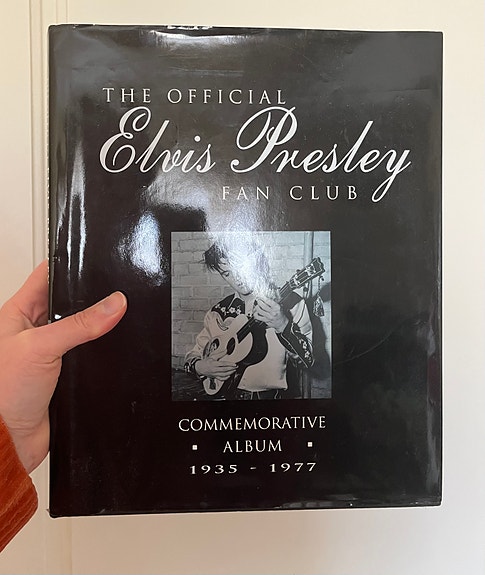 THE OFFICIAL
Elvis Presley
FAN CLUB
COMMEMORATIVE
▪ ALBUM ▪
1935 - 1977